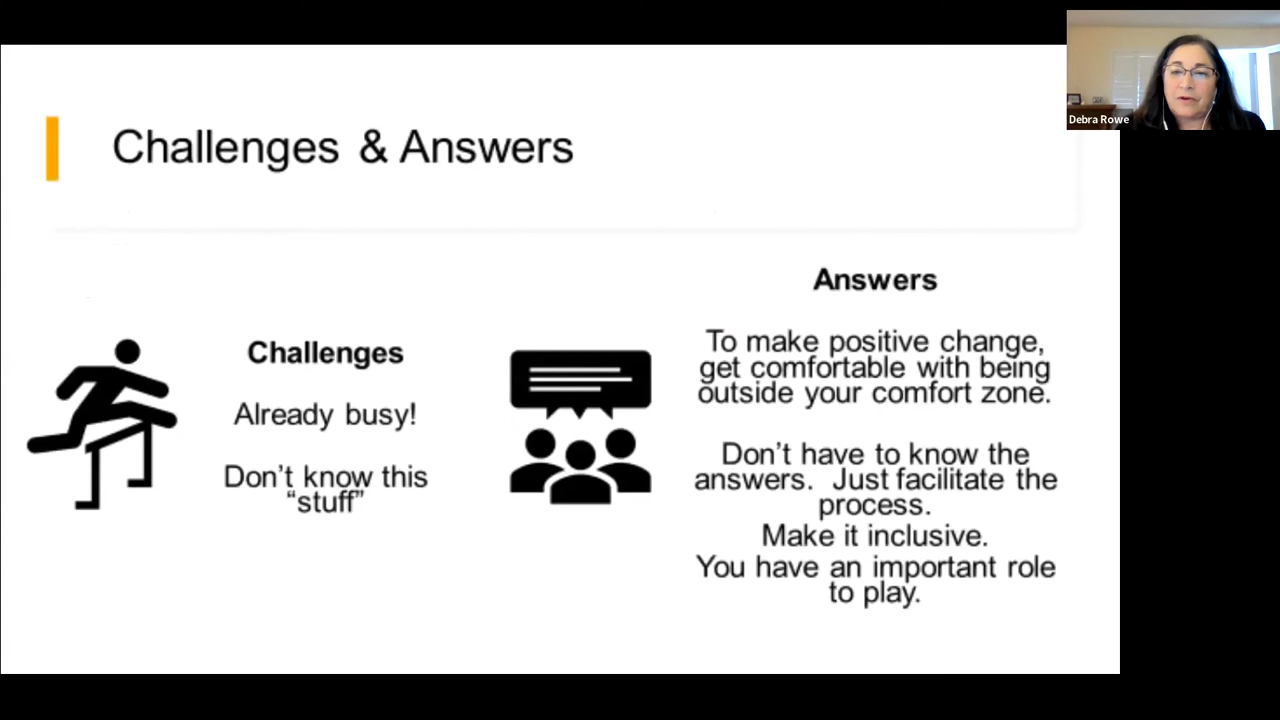 Debra Rowe
Challenges & Answers
Challenges
Already busy!
Don't know this
“stuff”
Answers
To make positive change,
get comfortable with being
outside your comfort zone.
Don't have to know the
answers.  Just facilitate the
process.
Make it inclusive.
You have an important role
to play.